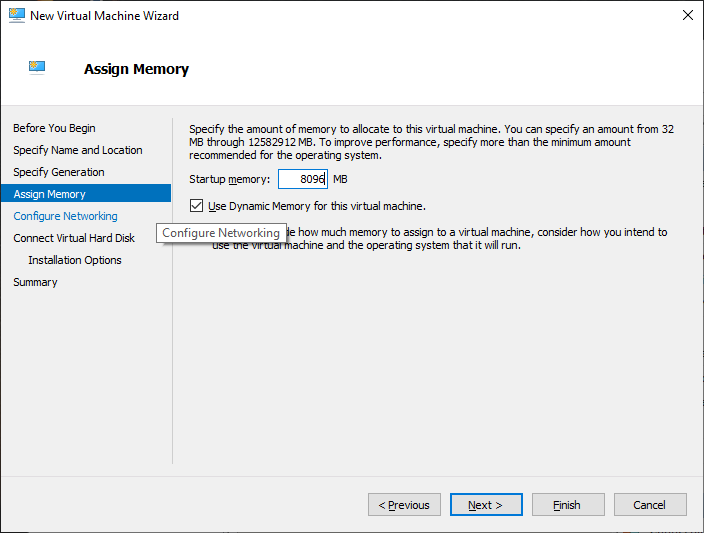 New Virtual Machine Wizard
Assign Memory
Before You Begin
Specify Name and Location
Specify Generation
Assign Memory
Configure Networking
Connect Virtual Hard Disk
Installation Options
Summary
Specify the amount of memory to allocate to this virtual machine. You can specify an amount from 32
MB through 12582912 MB. To improve performance, specify more than the minimum amount
recommended for the operating system.
Startup memory: 8096 MB
Use Dynamic Memory for this virtual machine.
Configure Networking
how much memory to assign to a virtual machine, consider how you intend to
use the virtual machine and the operating system that it will run.
< Previous
Next >
Finish
Cancel